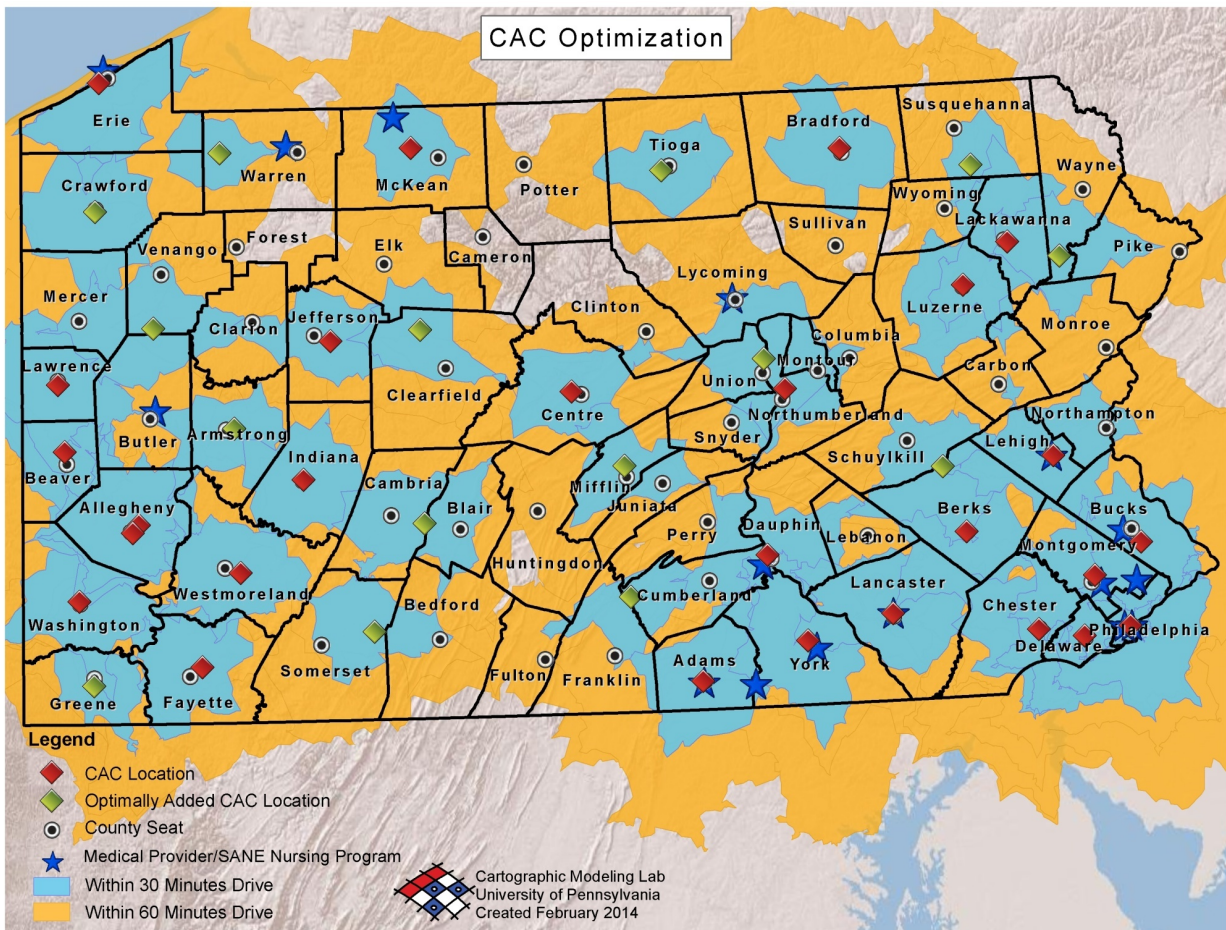 CAC Optimization
Erie
Crawford
Warren
McKean
Potter
Tioga
Bradford
Susquehanna
Wayne
Wyoming
Lackawanna
Sullivan
Pike
Venango
Forest
Elk
Cameron
Lycoming
Luzerne
Mercer
Clarion
Jefferson
Clinton
Columbia
Monroe
Lawrence
Clearfield
Union
Montour
Carbon
Centre
Butler
Armstrong
Snyder
Northumberland
Northampton
Beaver
Indiana
Mifflin
Schuylkill
Lehigh
Cambria
Juniata
Allegheny
Blair
Perry
Dauphin
Lebanon
Berks
Bucks
Montgomery
Huntingdon
Westmoreland
Bedford
Cumberland
Lancaster
Chester
Washington
Philadelphia
Delaware
Somerset
Adams
York
Greene
Fayette
Fulton
Franklin
Legend
CAC Location
Optimally Added CAC Location
County Seat
Medical Provider/SANE Nursing Program
Within 30 Minutes Drive
Within 60 Minutes Drive
Cartographic Modeling Lab
University of Pennsylvania
Created February 2014